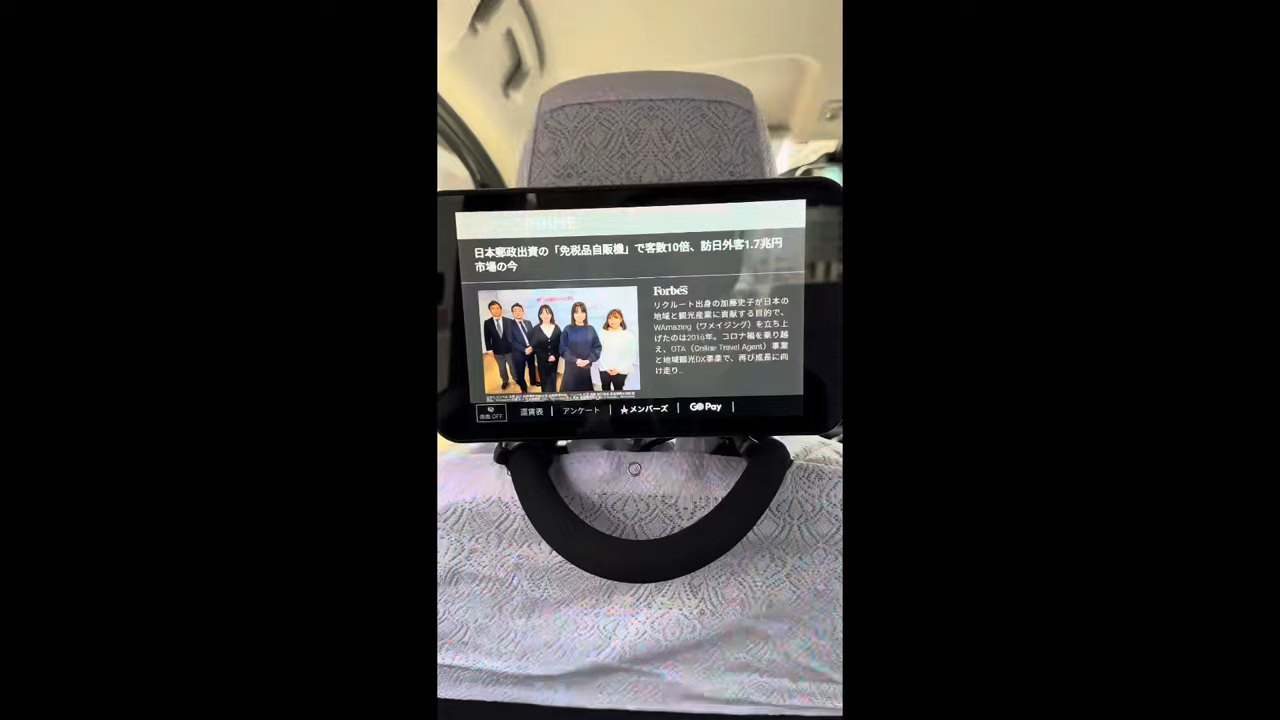 PRIME
日本郵政出資の「免税品自販機」で客数10倍、訪日外客1.7兆円
市場の今
Forbes
リクルート出身の加藤史子が日本の
地域と観光産業に貢献する目的で、
WAmazing（ワメイジング）を立ち上
げたのは2016年。コロナ禍を乗り越
え、OTA（Online Travel Agent）事業
と地域観光DX事業で、再び成長に向
け走り..
画面 OFF
運賃表
アンケート
メンバーズ
GO Pay